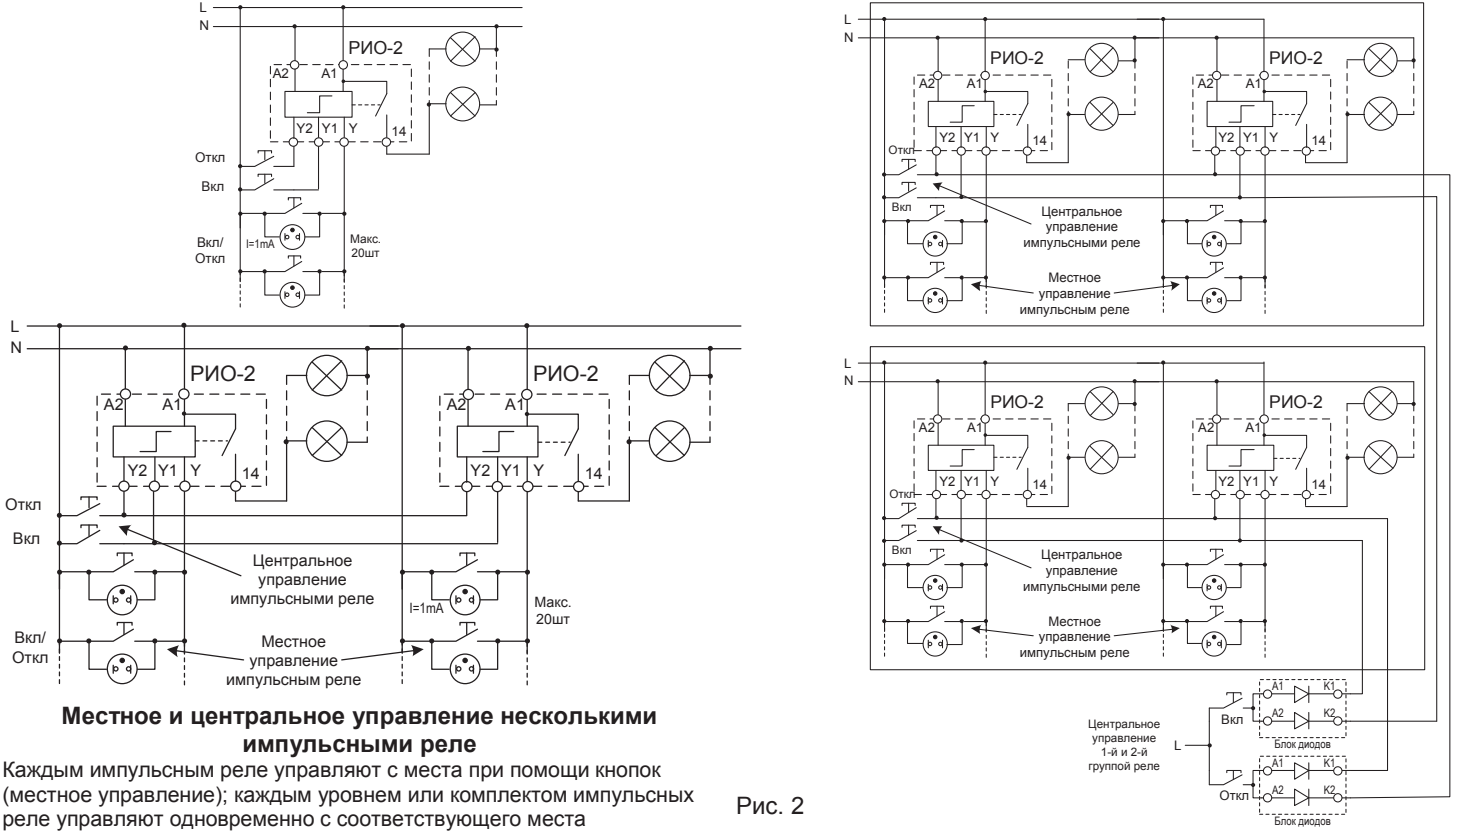 L
N
РИО-2
A2 A1
Y2 Y1 Y 14
Откл
Вкл
Вкл/
Откл
I=1mA
Макс.
20шт
L
N
РИО-2 РИО-2
A2 A1 A2 A1
Y2 Y1 Y 14 Y2 Y1 Y 14
Откл
Вкл
Центральное
управление
импульсными реле
I=1mA
Макс.
20шт
Вкл/
Откл
Местное
управление
импульсным реле
Местное и центральное управление несколькими
импульсными реле
Каждым импульсным реле управляют с места при помощи кнопок
(местное управление); каждым уровнем или комплектом импульсных
реле управляют одновременно с соответствующего места
Рис. 2
L
N
РИО-2 РИО-2
A2 A1 A2 A1
Y2 Y1 Y 14 Y2 Y1 Y 14
Откл
Вкл
Центральное
управление
импульсными реле
Местное
управление
импульсным реле
L
N
РИО-2 РИО-2
A2 A1 A2 A1
Y2 Y1 Y 14 Y2 Y1 Y 14
Откл
Вкл
Центральное
управление
импульсными реле
Местное
управление
импульсным реле
Центральное
управление
1-й и 2-й
группой реле
L
Вкл
A1 K1
A2 K2
Блок диодов
Откл
A1 K1
A2 K2
Блок диодов